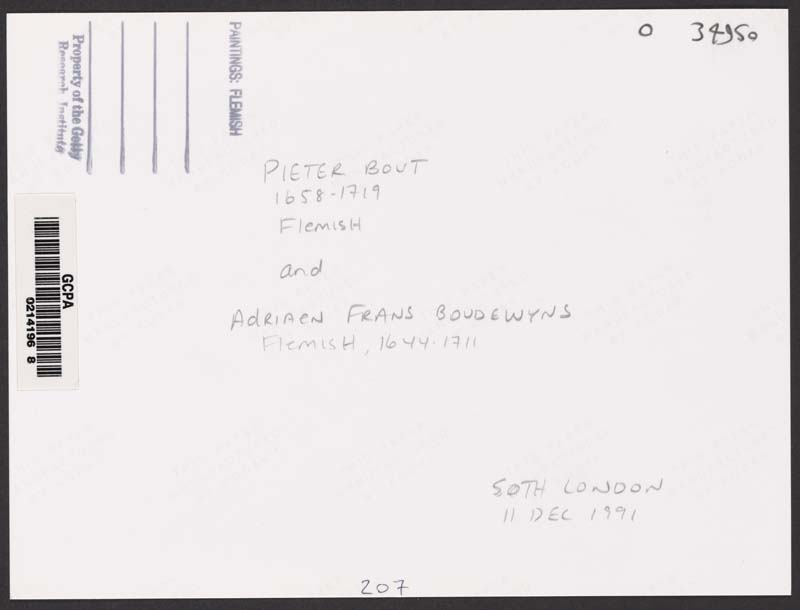 0 34950
PAINTINGS: FLEMISH
Property of the Getty
Research Institute
PIETER BOUT
1658-1719
FlemisH
and
AdRIAEN FRANS BOUDEWYNS
FlemisH, 1644-1711
GCPA
0214196 8
SOTH LONDON
11 DEC 1991
207